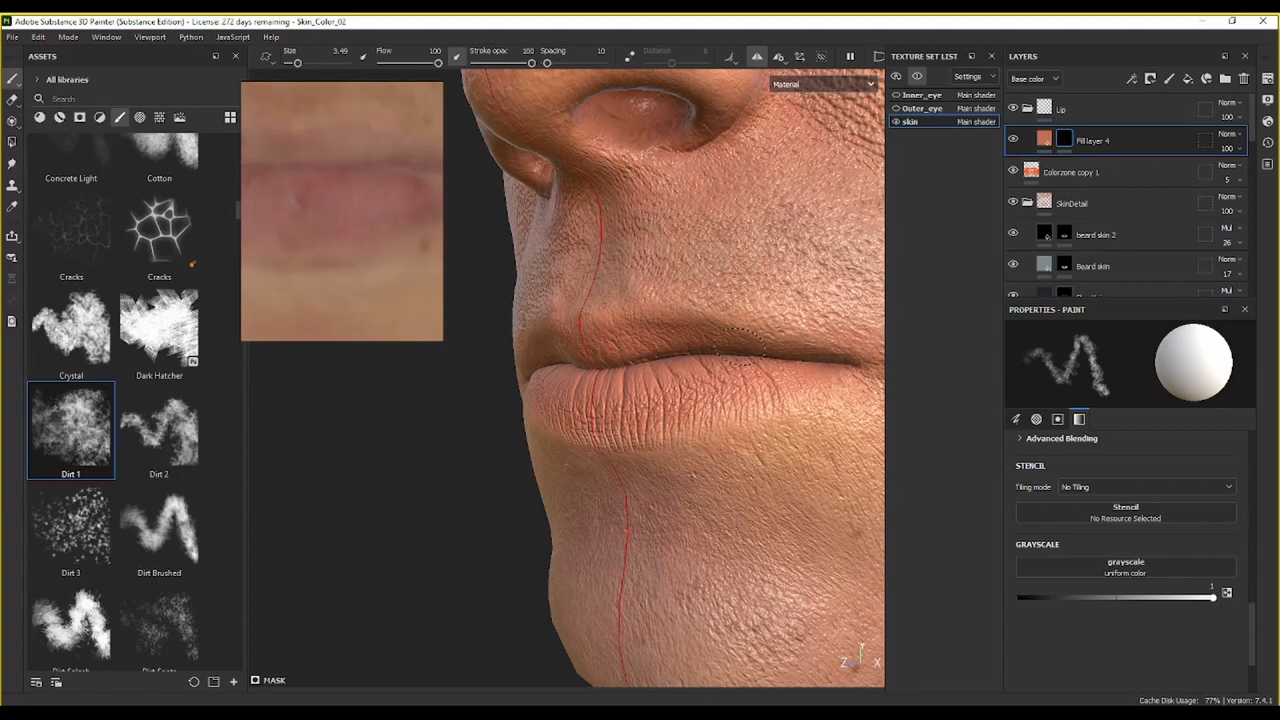 Adobe Substance 3D Painter (Substance Edition) - License: 272 days remaining - Skin_Color_02
File Edit Mode Window Viewport Python JavaScript Help
ASSETS
All libraries
Search
Concrete Light Cotton
Cracks Cracks
Crystal Dark Hatcher
Dirt 1 Dirt 2
Dirt 3 Dirt Brushed
Size 3.49 Flow 100 Stroke opa 100 Spacing 10 Distance 8
Material
Z Y X
MASK
TEXTURE SET LIST
Settings
Inner_eye Main shader
Outer_eye Main shader
skin Main shader
LAYERS
Base color
Lip Norm 100
Fill layer 4 Norm 100
Colorzone copy 1 Norm 5
SkinDetail Norm 100
beard skin 2 Mul 26
Beard skin Norm 17
Mul
PROPERTIES - PAINT
Advanced Blending
STENCIL
Tiling mode No Tiling
Stencil
No Resource Selected
GRAYSCALE
grayscale
uniform color
1
Cache Disk Usage: 77% | Version: 7.4.1